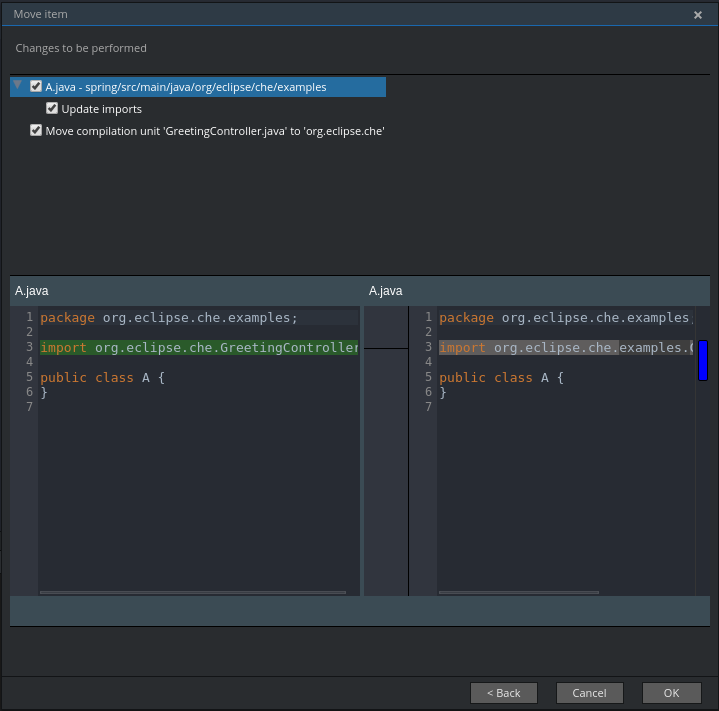 Move item
Changes to be performed
A.java - spring/src/main/java/org/eclipse/che/examples
Update imports
Move compilation unit 'GreetingController.java' to 'org.eclipse.che'
A.java
1 package org.eclipse.che.examples;
2
3 import org.eclipse.che.GreetingController
4
5 public class A {
6 }
7
A.java
1 package org.eclipse.che.examples
2
3 import org.eclipse.che.examples.
4
5 public class A {
6 }
7
< Back
Cancel
OK